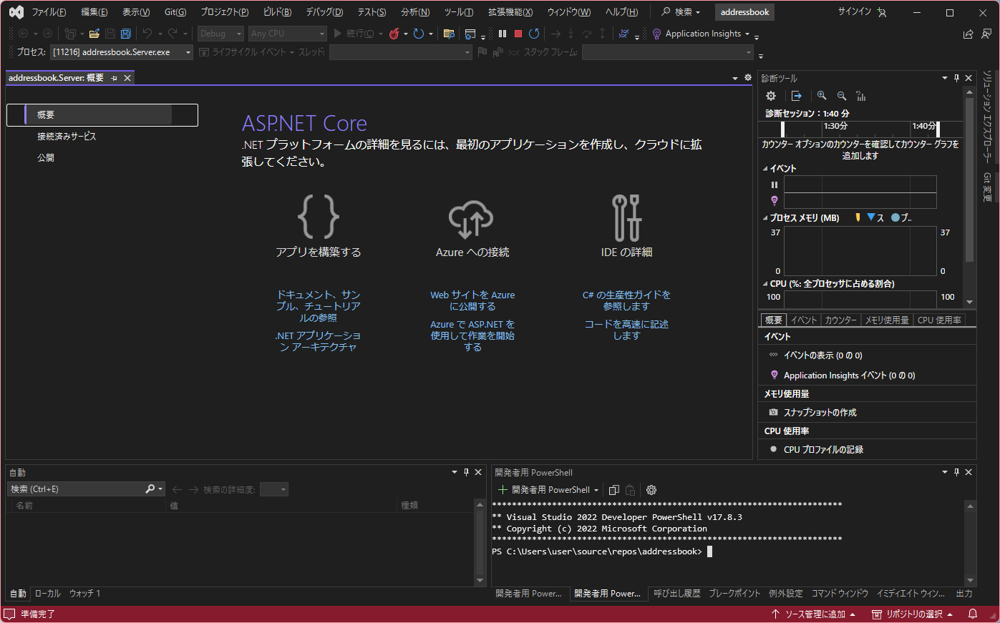 ファイル(F) 編集(E) 表示(V) Git(G) プロジェクト(P) ビルド(B) デバッグ(D) テスト(S) 分析(N) ツール(T) 拡張機能(X) ウィンドウ(W) ヘルプ(H) 検索 addressbook サインイン
Debug Any CPU 続行(C) Application Insights
プロセス: [11216] addressbook.Server.exe ライフサイクル イベント スレッド: スタック フレーム:
addressbook.Server: 概要
概要
接続済みサービス
公開
ASP.NET Core
.NET プラットフォームの詳細を見るには、最初のアプリケーションを作成し、クラウドに拡
張してください。
アプリを構築する
ドキュメント、サン
プル、チュートリア
ルの参照
.NET アプリケーショ
ン アーキテクチャ
Azure への接続
Web サイトを Azure
に公開する
Azure で ASP.NET を
使用して作業を開始
する
IDE の詳細
C# の生産性ガイドを
参照します
コードを高速に記述
します
診断ツール
診断セッション：1:40 分
1:30分 1:40分
カウンター オプションのカウンターを確認してカウンター グラフを
追加します
イベント
プロセス メモリ (MB) ス プ..
37 37
0 0
CPU (%: 全プロセッサに占める割合)
100 100
概要 イベント カウンター メモリ使用量 CPU 使用率
イベント
イベントの表示 (0 の 0)
Application Insights イベント (0 の 0)
メモリ使用量
スナップショットの作成
CPU 使用率
CPU プロファイルの記録
ソリューション エクスプローラー
Git 変更
自動
検索 (Ctrl+E) 検索の詳細度:
名前 値 種類
自動 ローカル ウォッチ 1
開発者用 PowerShell
開発者用 PowerShell
**********************************************************************
** Visual Studio 2022 Developer PowerShell v17.8.3
** Copyright (c) 2022 Microsoft Corporation
**********************************************************************
PS C:\Users\user\source\repos\addressbook>
開発者用 Power... 開発者用 Power... 呼び出し履歴 ブレークポイント 例外設定 コマンド ウィンドウ イミディエイト ウィン... 出力
準備完了 ソース管理に追加 リポジトリの選択